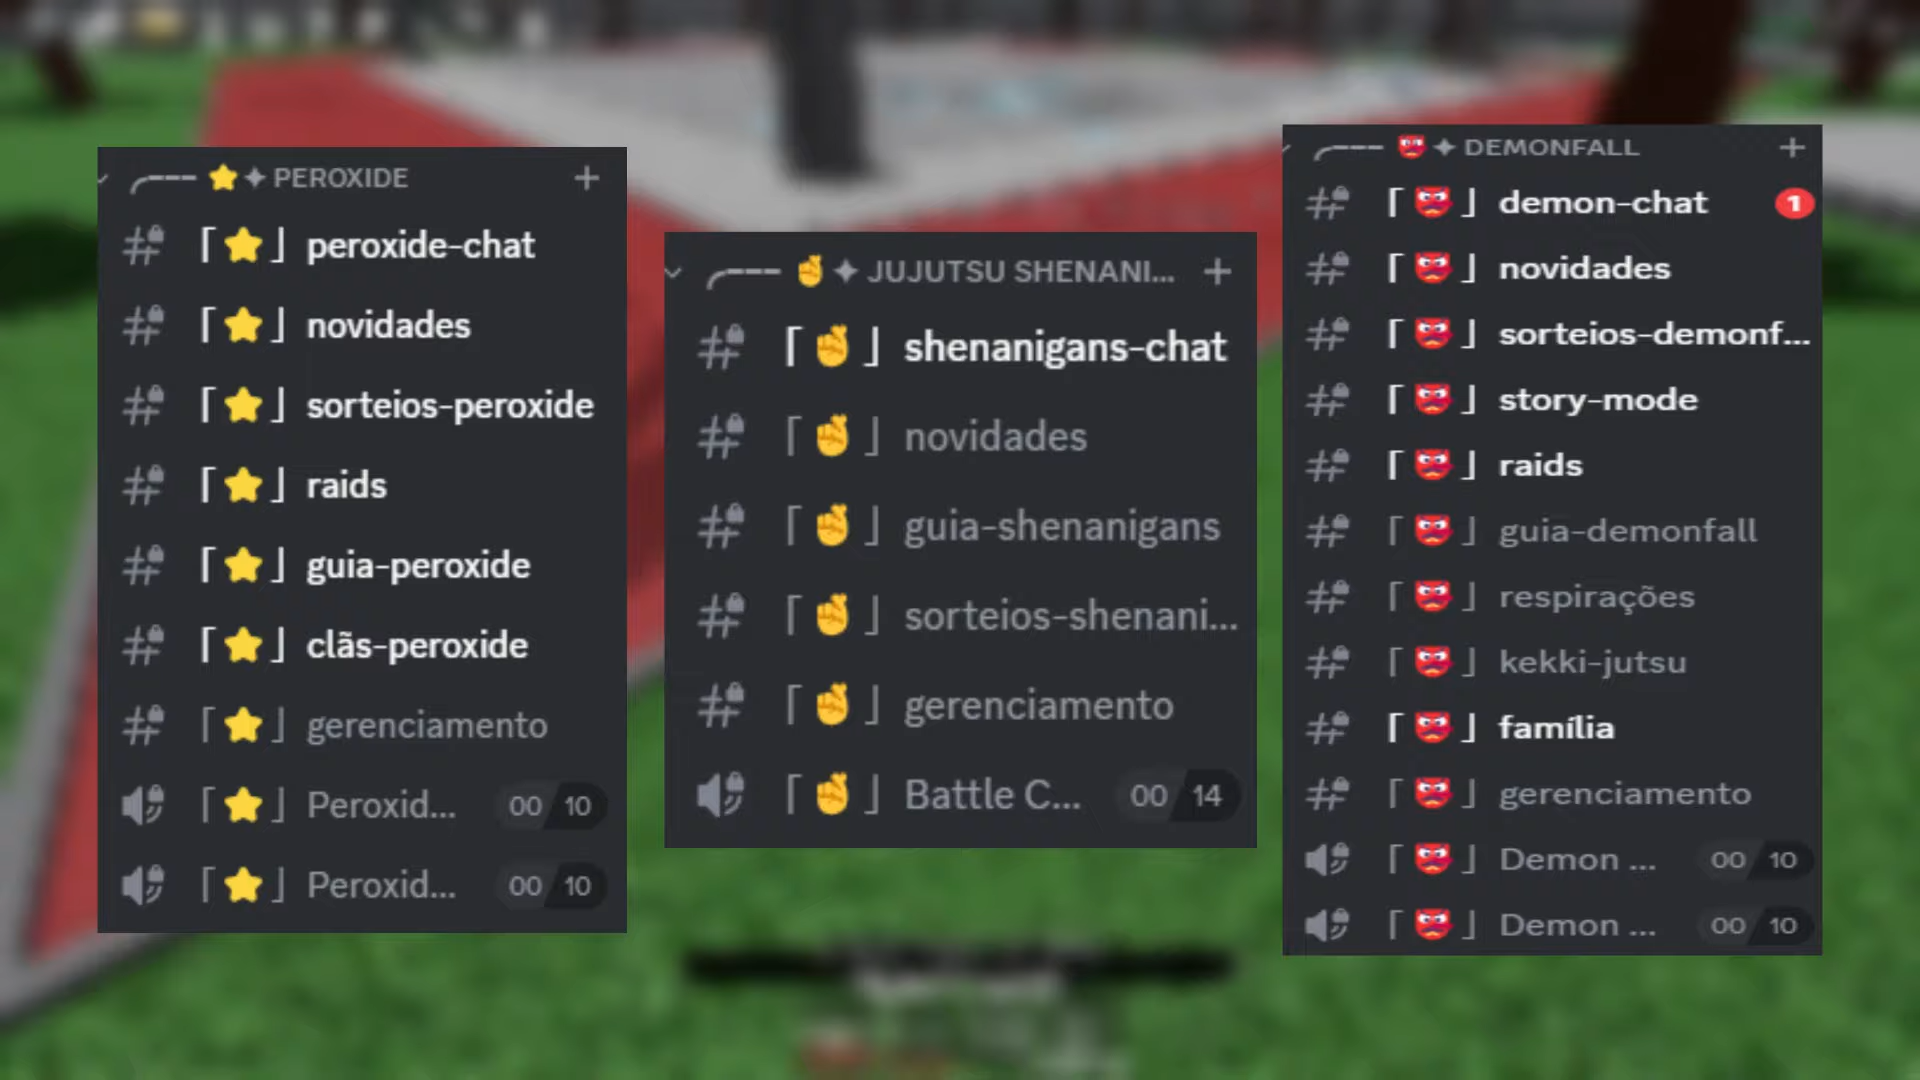 ⭐ ✦ PEROXIDE +
「⭐」peroxide-chat
「⭐」novidades
「⭐」sorteios-peroxide
「⭐」raids
「⭐」guia-peroxide
「⭐」clãs-peroxide
「⭐」gerenciamento
「⭐」Peroxid... 00 10
「⭐」Peroxid... 00 10
🤞 ✦ JUJUTSU SHENANI... +
「🤞」shenanigans-chat
「🤞」novidades
「🤞」guia-shenanigans
「🤞」sorteios-shenani...
「🤞」gerenciamento
「🤞」Battle C... 00 14
👹 ✦ DEMONFALL +
「👹」demon-chat 1
「👹」novidades
「👹」sorteios-demonf...
「👹」story-mode
「👹」raids
「👹」guia-demonfall
「👹」respirações
「👹」kekki-jutsu
「👹」família
「👹」gerenciamento
「👹」Demon ... 00 10
「👹」Demon ... 00 10